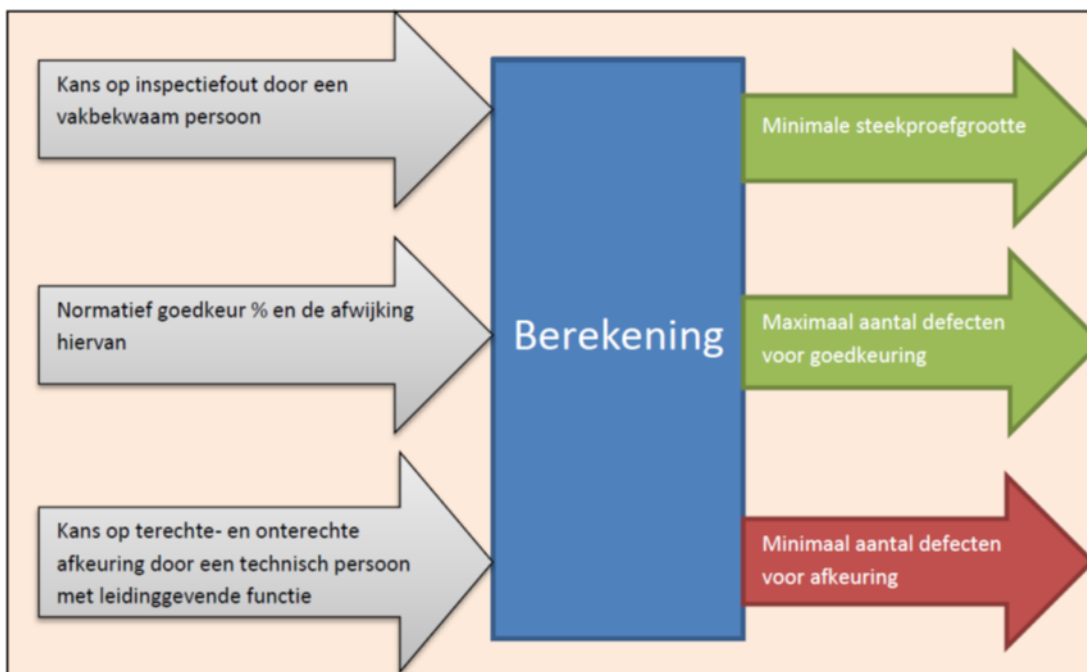 Kans op inspectiefout door een
vakbekwaam persoon
Normatief goedkeur % en de afwijking
hiervan
Kans op terechte- en onterechte
afkeuring door een technisch persoon
met leidinggevende functie
Berekening
Minimale steekproefgrootte
Maximaal aantal defecten
voor goedkeuring
Minimaal aantal defecten
voor afkeuring